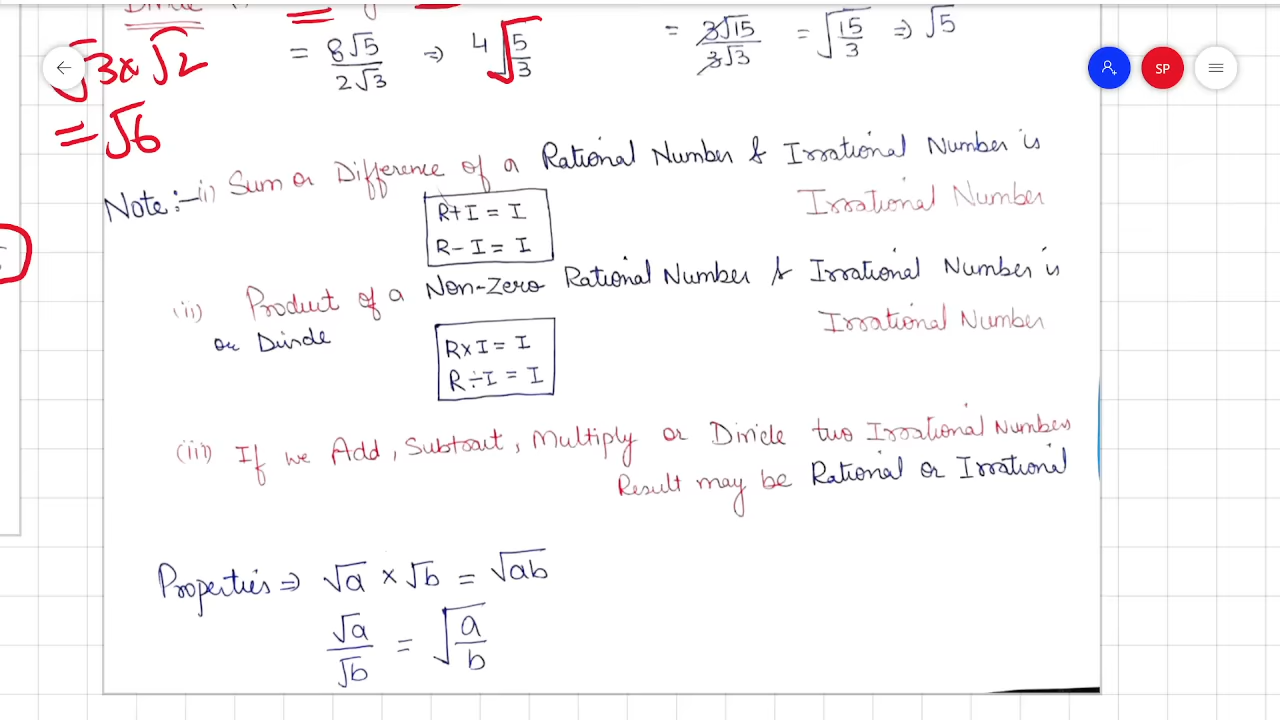 Divide
√3 × √2
= √6
= 8√5 / 2√3 ⇒ 4 √5/3
= 3√15 / 3√3 = √15/3 ⇒ √5
SP
Note:- i) Sum or Difference of a Rational Number & Irrational Number is
Irrational Number
R+I = I
R-I = I
(ii) Product of a Non-Zero Rational Number & Irrational Number is
or Divide
Irrational Number
R×I = I
R÷I = I
(iii) If we Add, Subtract, Multiply or Divide two Irrational Numbers
Result may be Rational or Irrational
Properties ⇒ √a × √b = √ab
√a / √b = √a/b